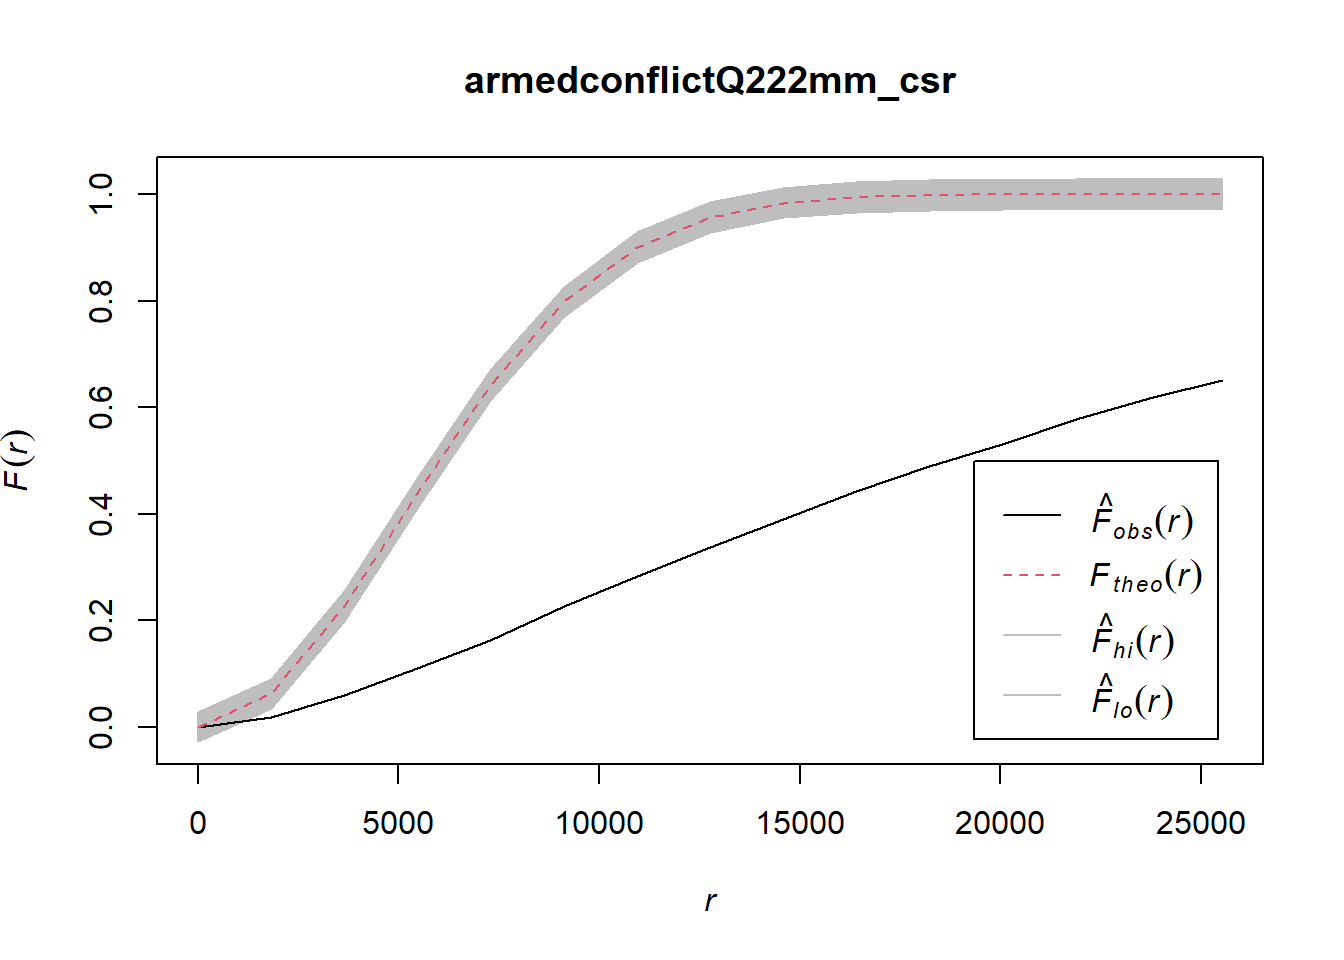 armedconflictQ222mm_csr
F(r)
1.0
0.8
0.6
0.4
0.2
0.0
F̂obs(r)
Ftheo(r)
F̂hi(r)
F̂lo(r)
0 5000 10000 15000 20000 25000
r